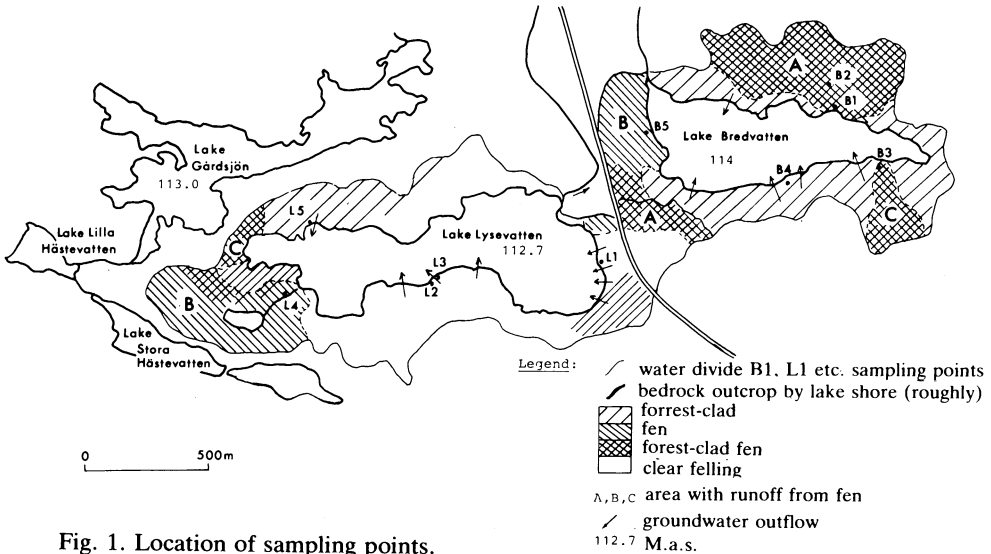 A
B2
B1
B
B5
Lake Bredvatten
114
B3
B4
Lake
Gårdsjön
113.0
A
C
L5
Lake Lilla
Hästevatten
C
Lake Lysevatten
112.7
L3
L1
L2
B
L4
Lake
Stora
Hästevatten
Legend:
water divide B1, L1 etc. sampling points
bedrock outcrop by lake shore (roughly)
forrest-clad
fen
forest-clad fen
clear felling
A,B,C area with runoff from fen
groundwater outflow
112.7 M.a.s.
0 500m
Fig. 1. Location of sampling points.